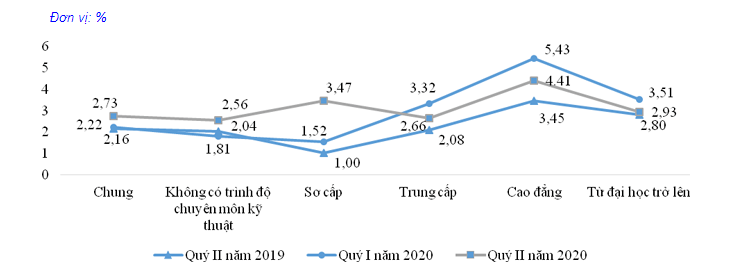 Đơn vị: %
6
5
4
3
2
1
0
2,73
2,22
2,16
2,56
2,04
1,81
3,47
1,52
1,00
3,32
2,66
2,08
5,43
4,41
3,45
3,51
2,93
2,80
Chung
Không có trình độ
chuyên môn kỹ
thuật
Sơ cấp
Trung cấp
Cao đẳng
Từ đại học trở lên
Quý II năm 2019
Quý I năm 2020
Quý II năm 2020